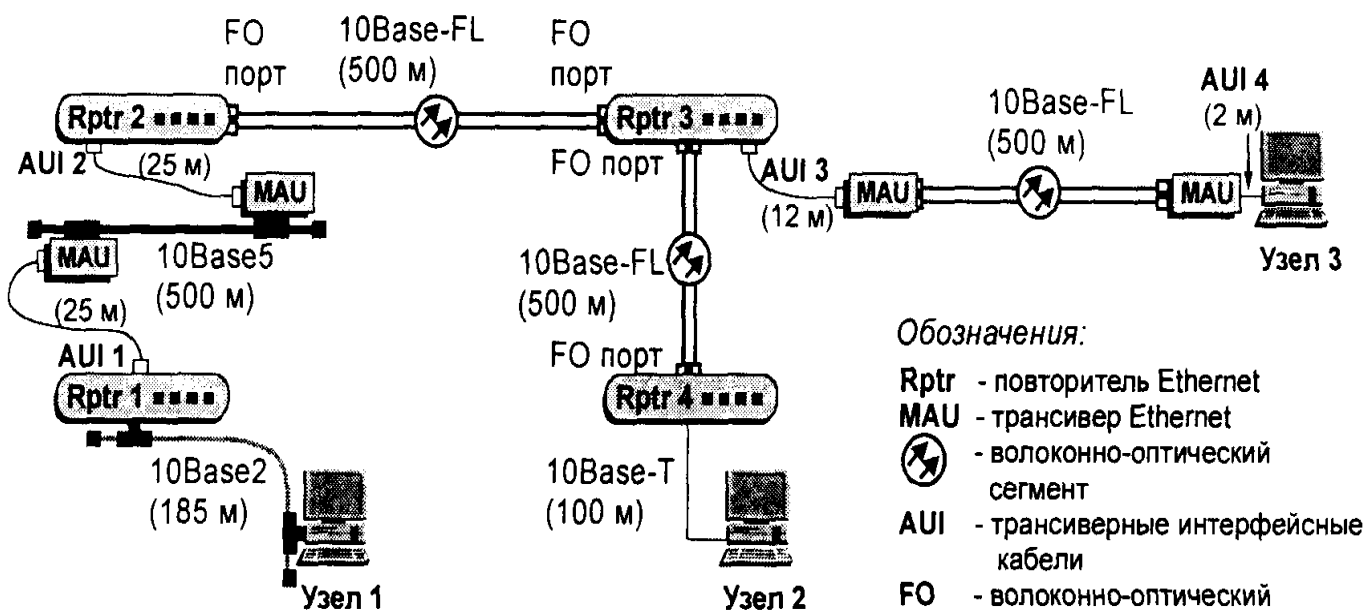 FO
порт
10Base-FL
(500 м)
FO
порт
Rptr 2
Rptr 3
10Base-FL
(500 м)
AUI 4
(2 м)
AUI 2
(25 м)
MAU
FO порт
AUI 3
(12 м)
MAU
MAU
Узел 3
MAU
10Base5
(500 м)
(25 м)
AUI 1
Rptr 1
10Base-FL
(500 м)
FO порт
Rptr 4
10Base2
(185 м)
Узел 1
10Base-T
(100 м)
Узел 2
Обозначения:
Rptr - повторитель Ethernet
MAU - трансивер Ethernet
- волоконно-оптический
сегмент
AUI - трансиверные интерфейсные
кабели
FO - волоконно-оптический